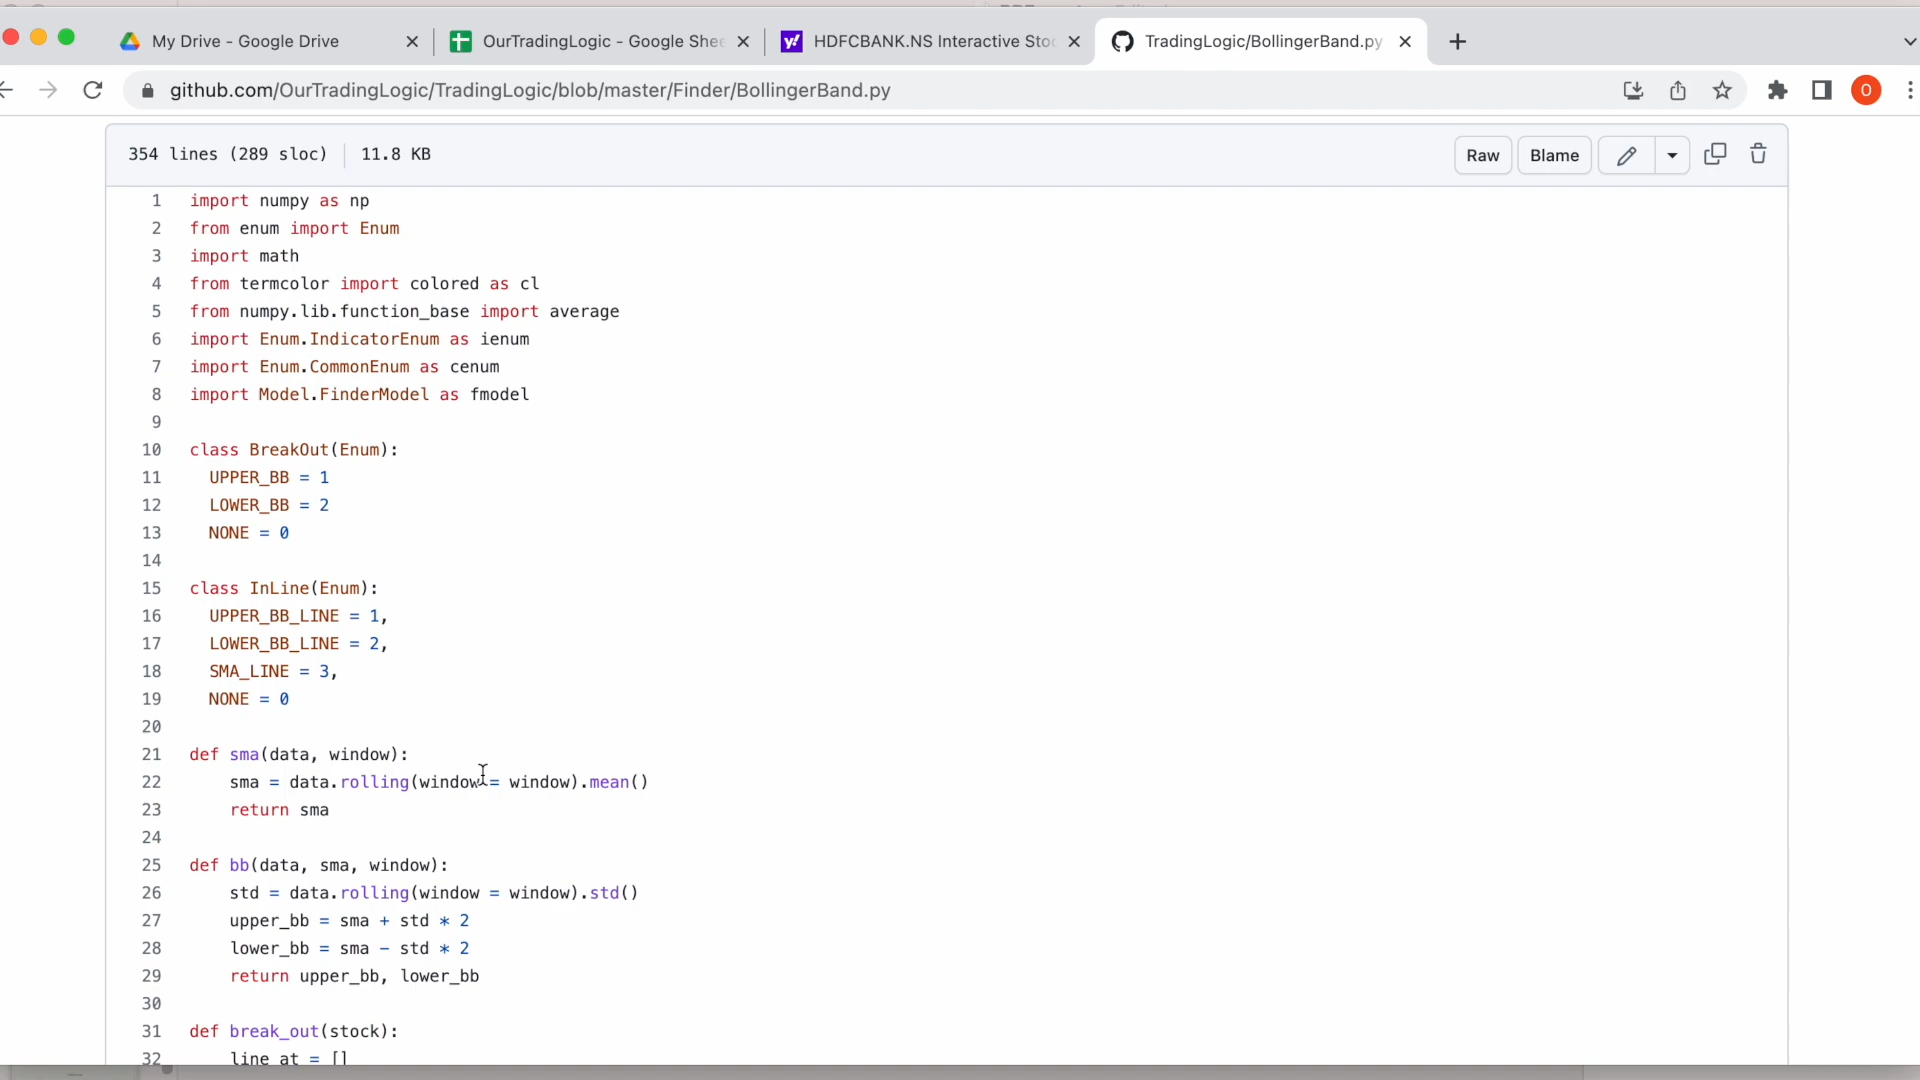 My Drive - Google Drive
OurTradingLogic - Google She
HDFCBANK.NS Interactive Sto
TradingLogic/BollingerBand.py
github.com/OurTradingLogic/TradingLogic/blob/master/Finder/BollingerBand.py
O
354 lines (289 sloc) 11.8 KB
Raw
Blame
1 import numpy as np
2 from enum import Enum
3 import math
4 from termcolor import colored as cl
5 from numpy.lib.function_base import average
6 import Enum.IndicatorEnum as ienum
7 import Enum.CommonEnum as cenum
8 import Model.FinderModel as fmodel
9
10 class BreakOut(Enum):
11 UPPER_BB = 1
12 LOWER_BB = 2
13 NONE = 0
14
15 class InLine(Enum):
16 UPPER_BB_LINE = 1,
17 LOWER_BB_LINE = 2,
18 SMA_LINE = 3,
19 NONE = 0
20
21 def sma(data, window):
22 sma = data.rolling(window = window).mean()
23 return sma
24
25 def bb(data, sma, window):
26 std = data.rolling(window = window).std()
27 upper_bb = sma + std * 2
28 lower_bb = sma - std * 2
29 return upper_bb, lower_bb
30
31 def break_out(stock):
32 line_at = []